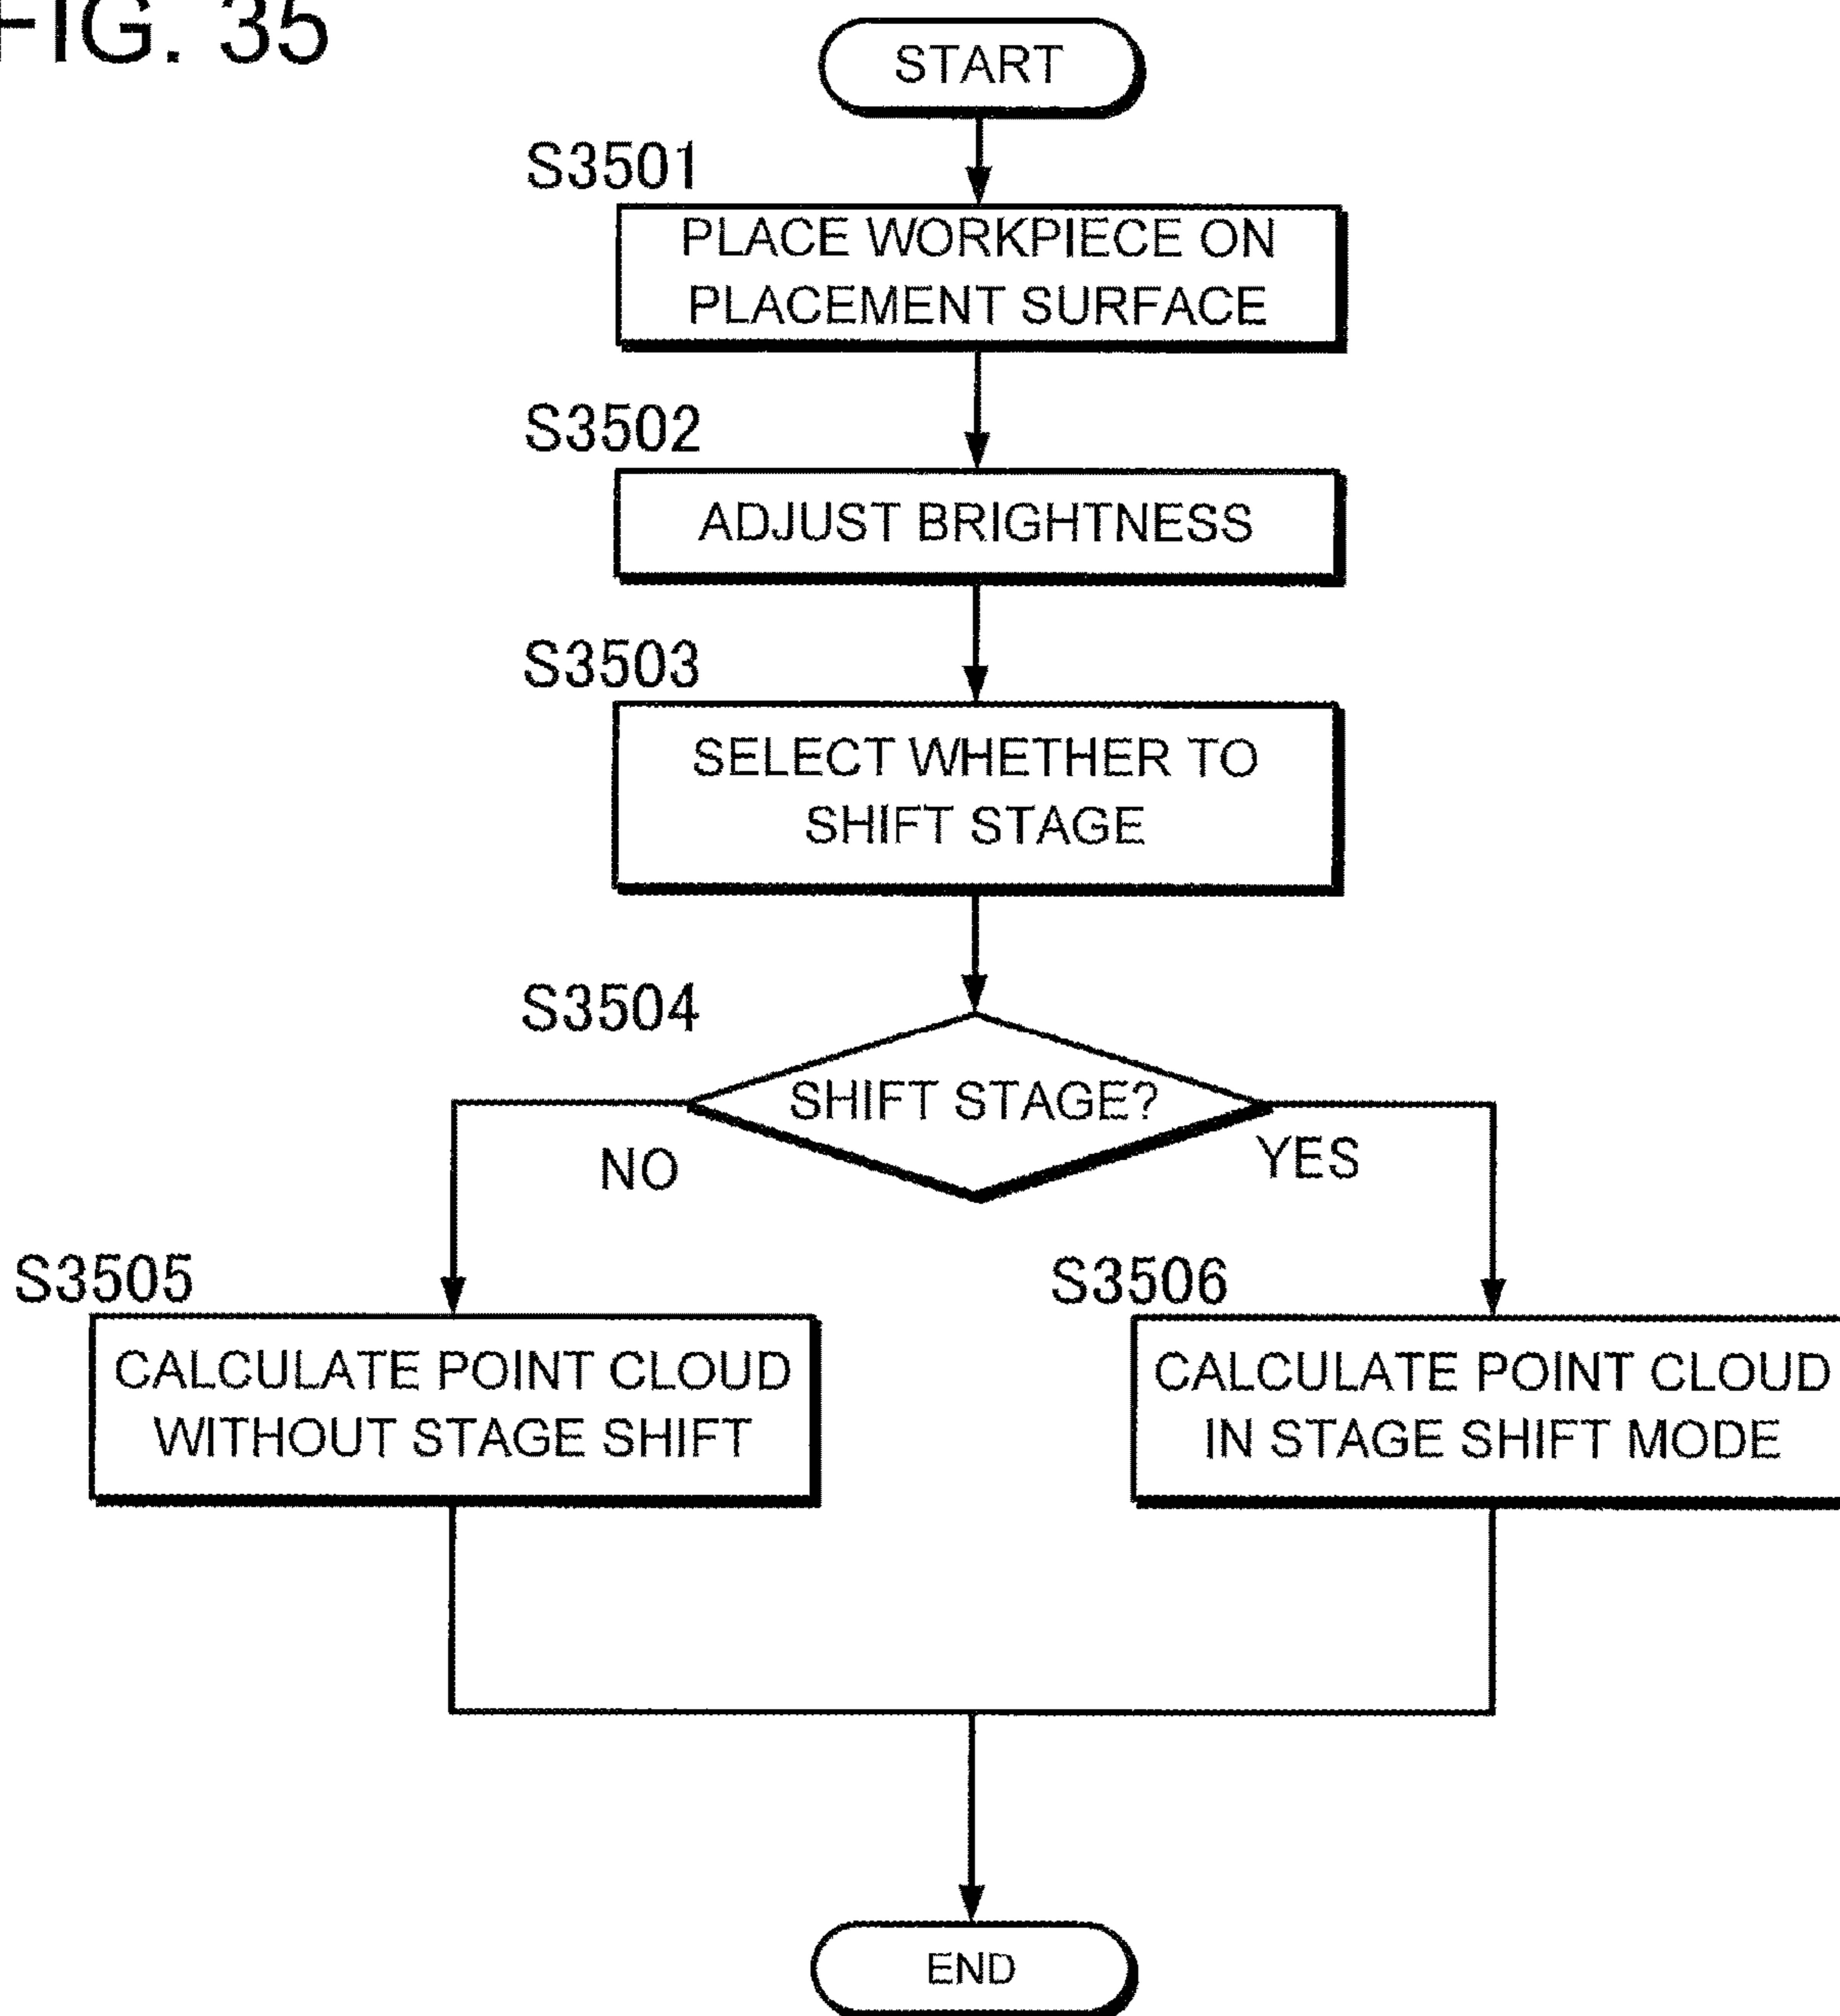 FIG. 35
START
S3501
PLACE WORKPIECE ON
PLACEMENT SURFACE
S3502
ADJUST BRIGHTNESS
S3503
SELECT WHETHER TO
SHIFT STAGE
S3504
SHIFT STAGE?
NO
YES
S3505
CALCULATE POINT CLOUD
WITHOUT STAGE SHIFT
S3506
CALCULATE POINT CLOUD
IN STAGE SHIFT MODE
END